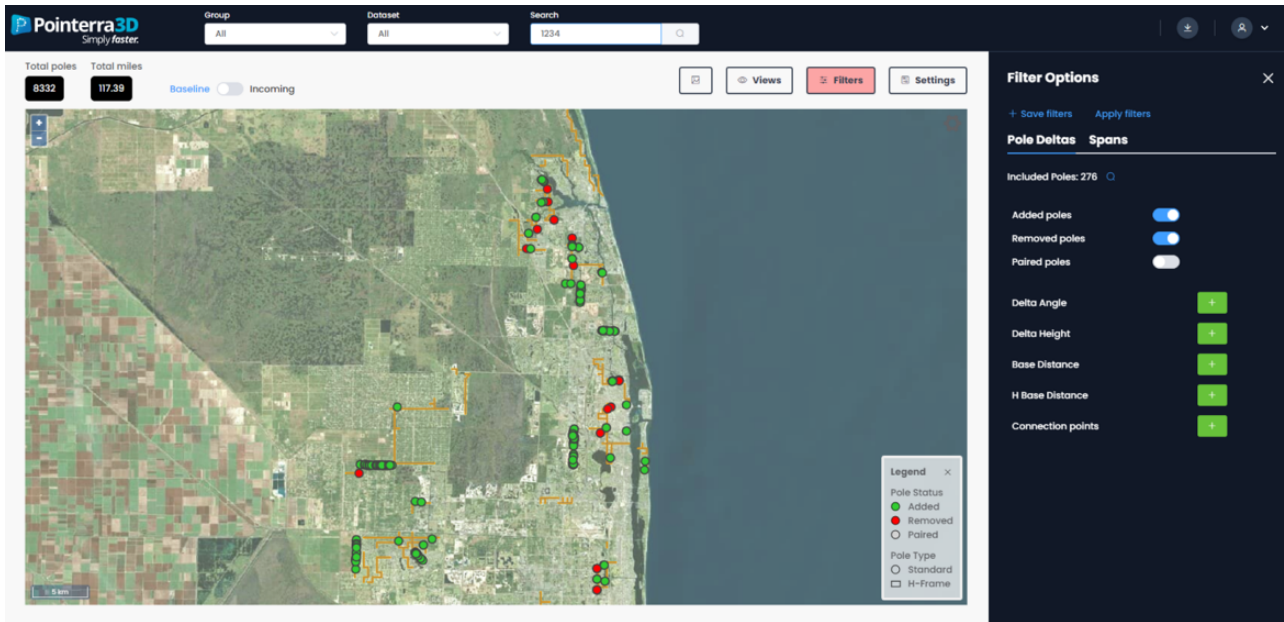 Pointerra3D
Simply faster.
Group
All
Dataset
All
Search
1234
Total poles
8332
Total miles
117.39
Baseline
Incoming
Views
Filters
Settings
+
-
5 km
Legend ×
Pole Status
Added
Removed
Paired
Pole Type
Standard
H-Frame
Filter Options
+ Save filters Apply filters
Pole Deltas Spans
Included Poles: 276
Added poles
Removed poles
Paired poles
Delta Angle +
Delta Height +
Base Distance +
H Base Distance +
Connection points +